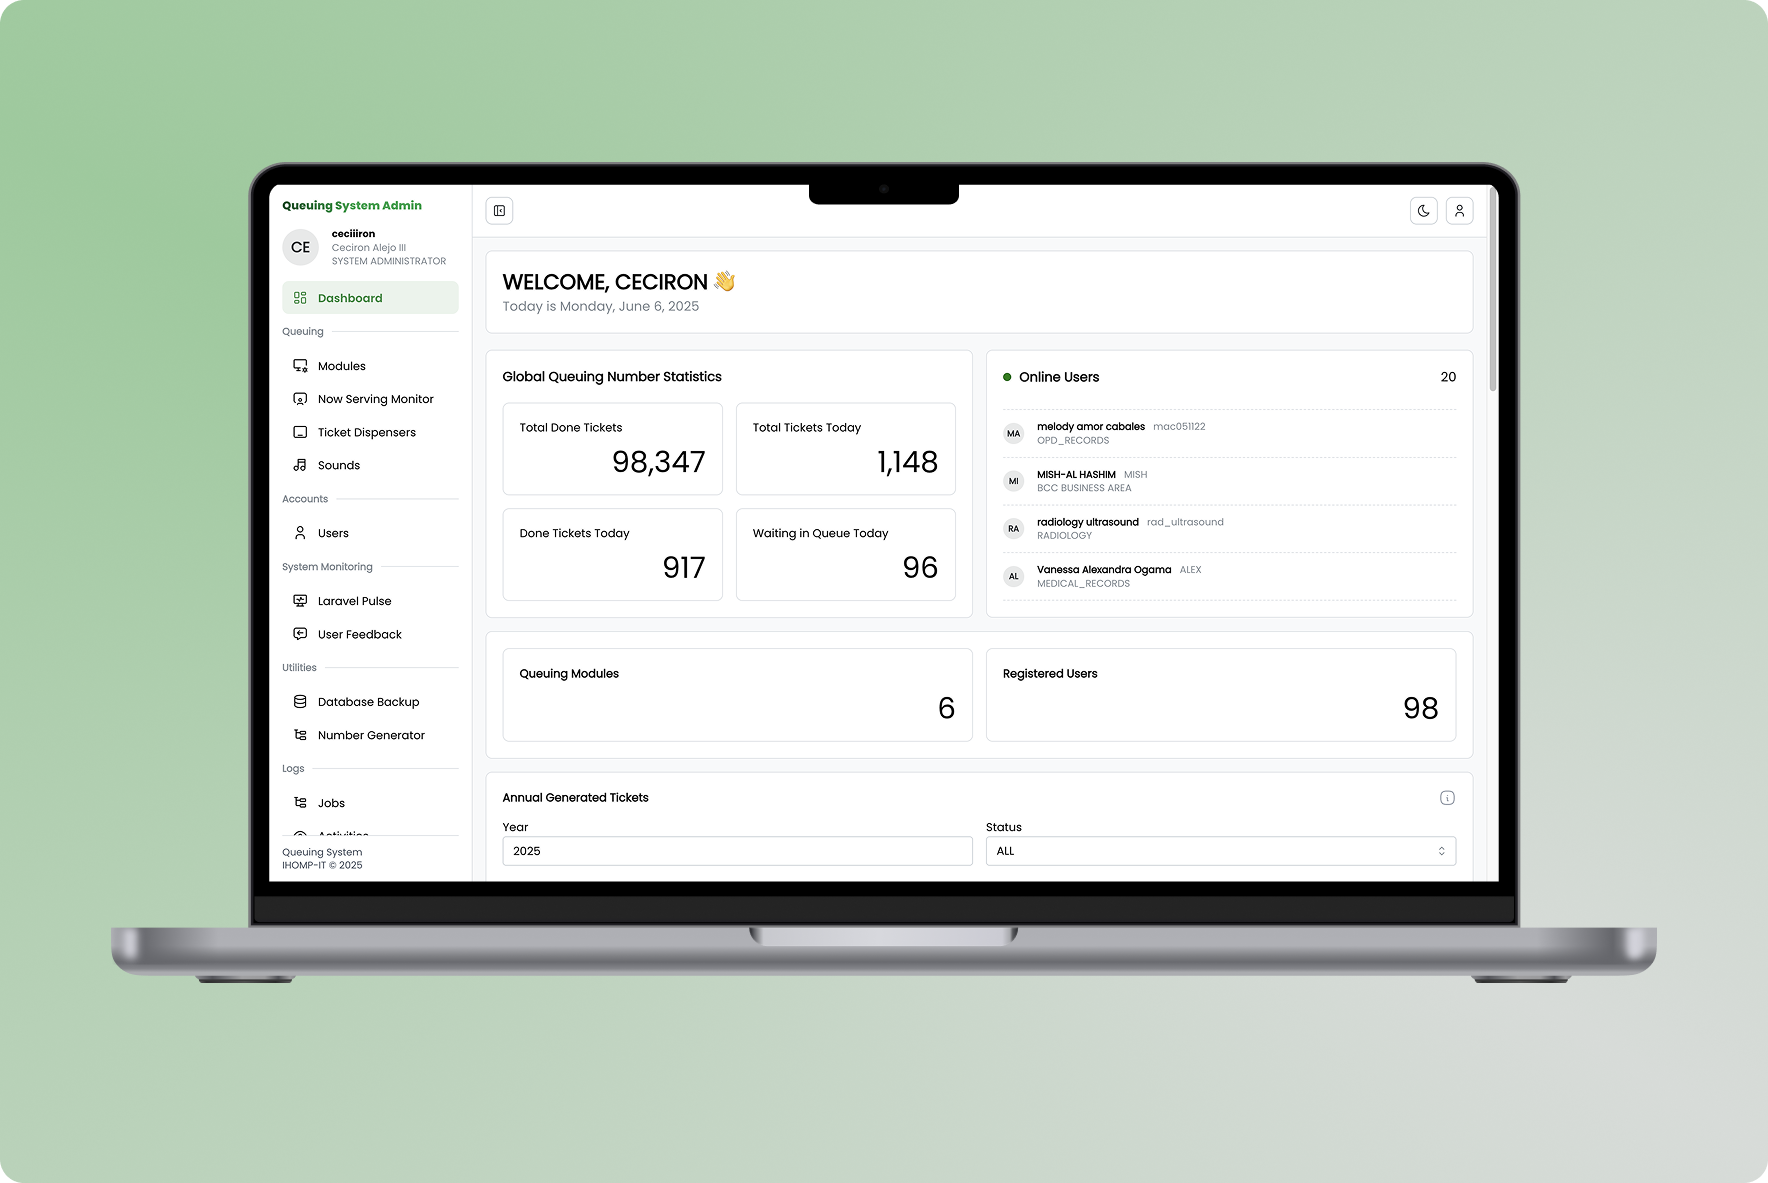 Queuing System Admin
CE
ceciiiron
Ceciron Alejo III
SYSTEM ADMINISTRATOR
Dashboard
Queuing
Modules
Now Serving Monitor
Ticket Dispensers
Sounds
Accounts
Users
System Monitoring
Laravel Pulse
User Feedback
Utilities
Database Backup
Number Generator
Logs
Jobs
Activities
Queuing System
IHOMP-IT © 2025
WELCOME, CECIRON 👋
Today is Monday, June 6, 2025
Global Queuing Number Statistics
Total Done Tickets
98,347
Total Tickets Today
1,148
Done Tickets Today
917
Waiting in Queue Today
96
Online Users 20
MA
melody amor cabales mac051122
OPD_RECORDS
MI
MISH-AL HASHIM MISH
BCC BUSINESS AREA
RA
radiology ultrasound rad_ultrasound
RADIOLOGY
AL
Vanessa Alexandra Ogama ALEX
MEDICAL_RECORDS
Queuing Modules
6
Registered Users
98
Annual Generated Tickets
Year
2025
Status
ALL